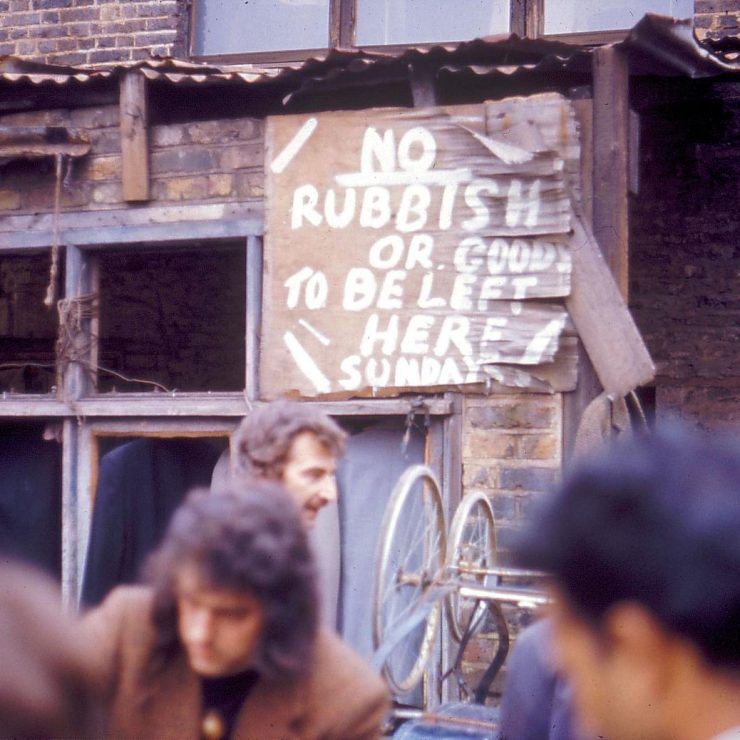 NO
RUBBISH
OR. GOODS
TO BE LEFT
HERE
SUNDAY